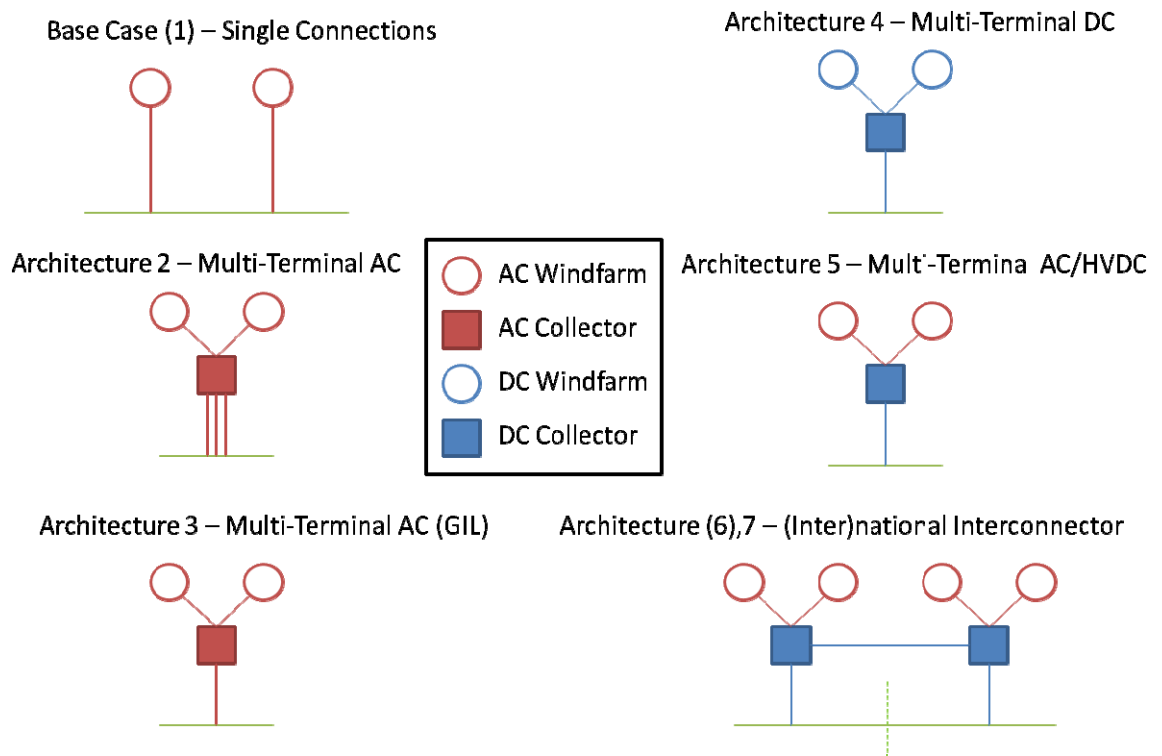 Base Case (1) – Single Connections
Architecture 4 – Multi-Terminal DC
Architecture 2 – Multi-Terminal AC
AC Windfarm
AC Collector
DC Windfarm
DC Collector
Architecture 5 – Mult·-Termina AC/HVDC
Architecture 3 – Multi-Terminal AC (GIL)
Architecture (6),7 – (Inter)national Interconnector